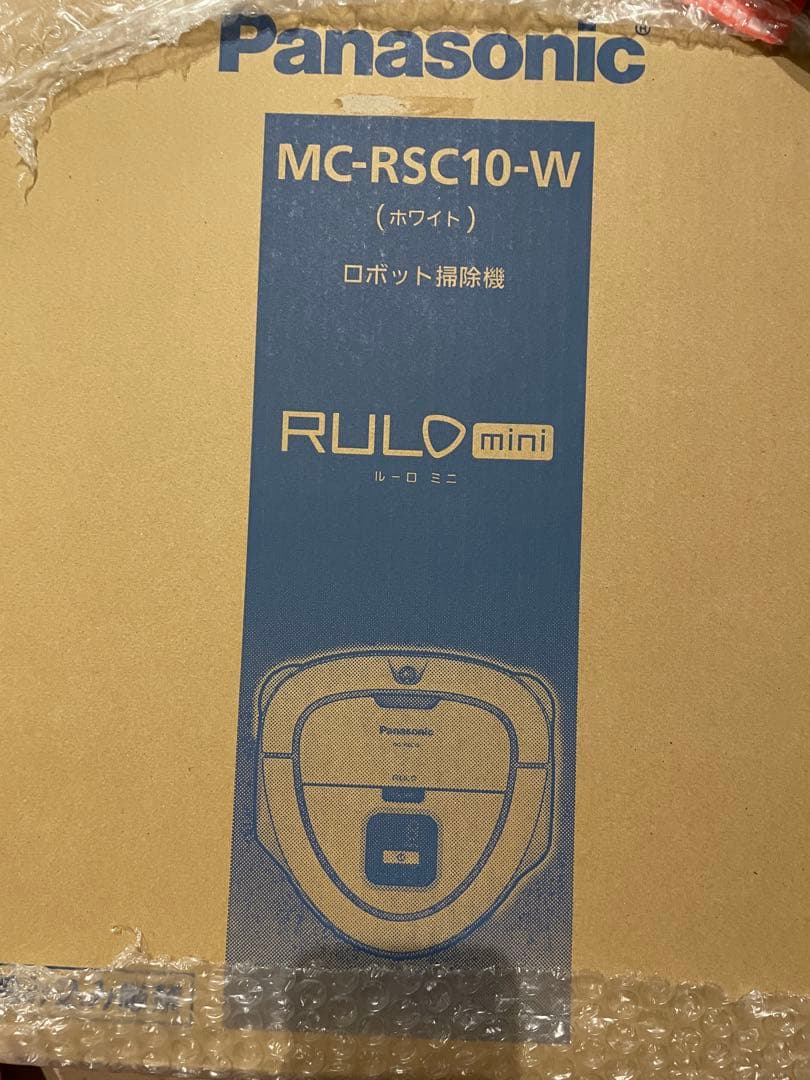 Panasonic®
MC-RSC10-W
(ホワイト)
ロボット掃除機
RULO mini
ルーロ ミニ
Panasonic
RULO